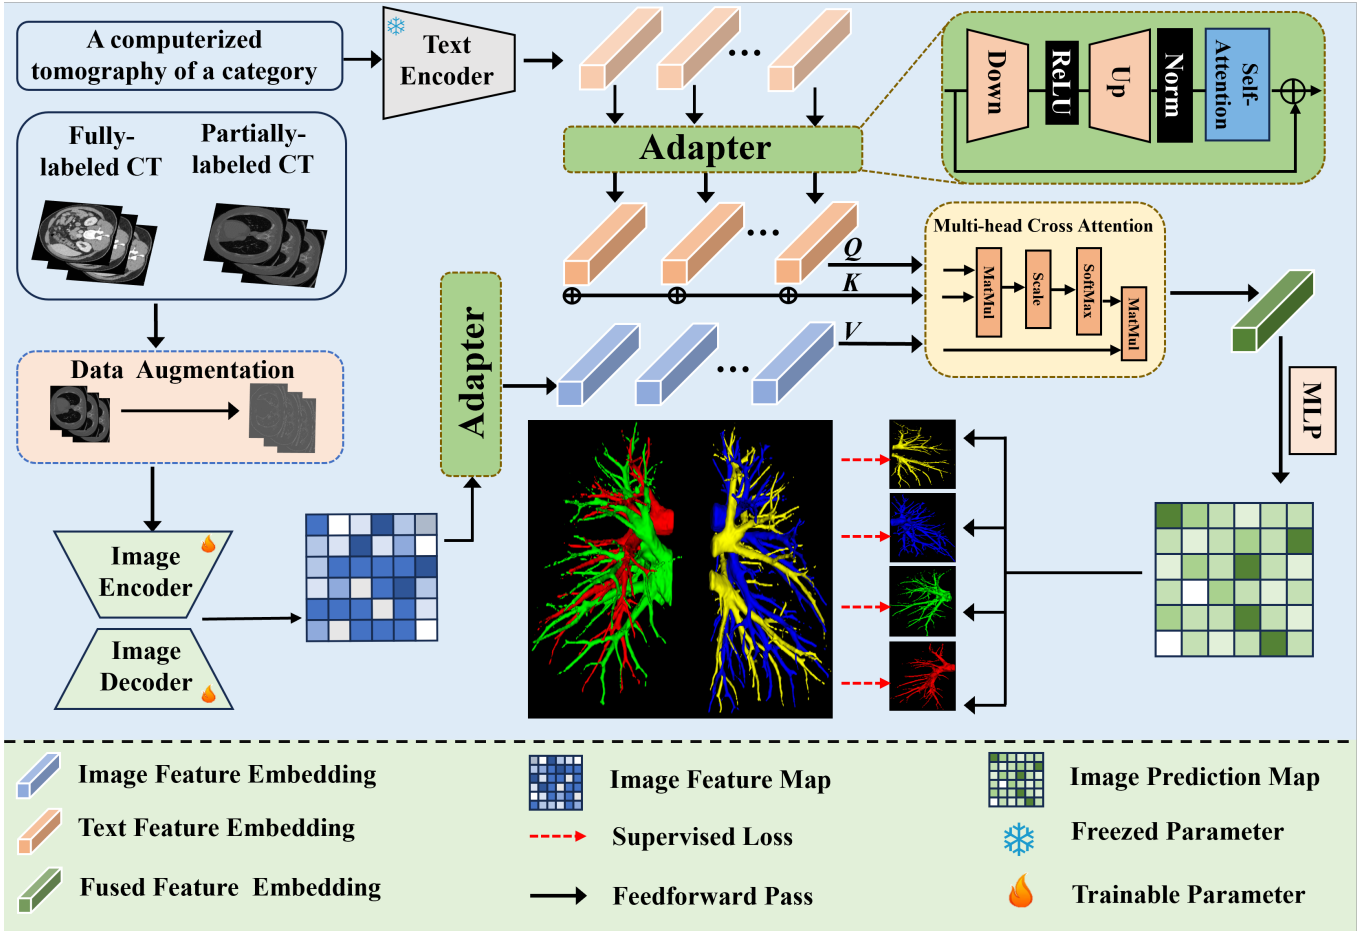 A computerized
tomography of a category
Text
Encoder
...
Down
ReLU
Up
Norm
Self-
Attention
Adapter
Fully-
labeled CT
Partially-
labeled CT
...
Q
K
V
Multi-head Cross Attention
MatMul
Scale
SoftMax
MatMul
Adapter
...
Data Augmentation
MLP
Image
Encoder
Image
Decoder
Image Feature Embedding
Image Feature Map
Image Prediction Map
Text Feature Embedding
Supervised Loss
Freezed Parameter
Fused Feature Embedding
Feedforward Pass
Trainable Parameter